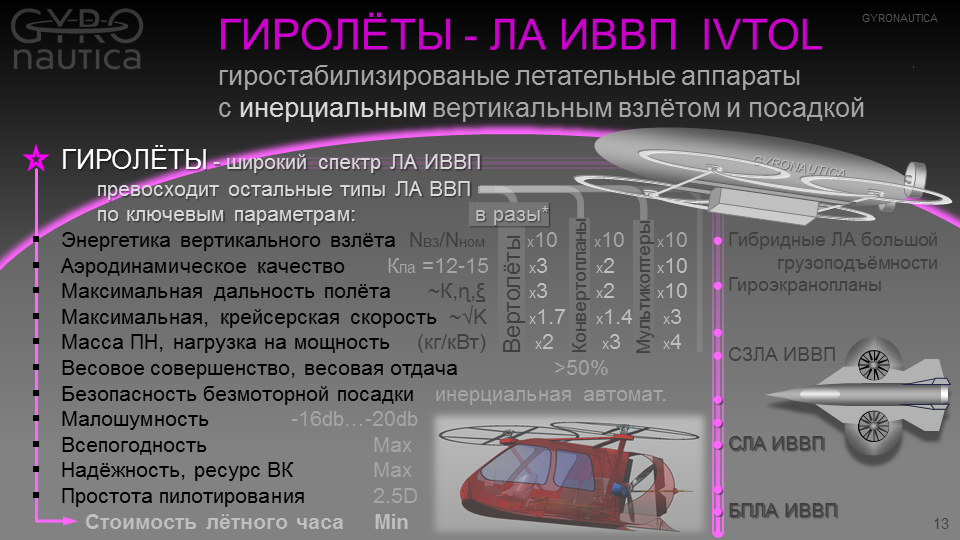 GYRO
nautica
GYRONAUTICA
ГИРОЛЁТЫ - ЛА ИВВП IVTOL
гиростабилизированые летательные аппараты
с инерциальным вертикальным взлётом и посадкой
ГИРОЛЁТЫ - широкий спектр ЛА ИВВП
превосходит остальные типы ЛА ВВП
по ключевым параметрам: в разы*
GYRONAUTICA
Вертолёты
Конвертопланы
Мультикоптеры
Энергетика вертикального взлёта Nвз/Nном x10 x10 x10
Аэродинамическое качество Кла =12-15 x3 x2 x10
Максимальная дальность полёта ~К,η,ξ x3 x2 x10
Максимальная, крейсерская скорость ~√К x1.7 x1.4 x3
Масса ПН, нагрузка на мощность (кг/кВт) x2 x3 x4
Весовое совершенство, весовая отдача >50%
Безопасность безмоторной посадки инерциальная автомат.
Малошумность -16db…-20db
Всепогодность Max
Надёжность, ресурс ВК Max
Простота пилотирования 2.5D
Стоимость лётного часа Min
Гибридные ЛА большой
грузоподъёмности
Гироэкранопланы
СЗЛА ИВВП
СЛА ИВВП
БПЛА ИВВП
13